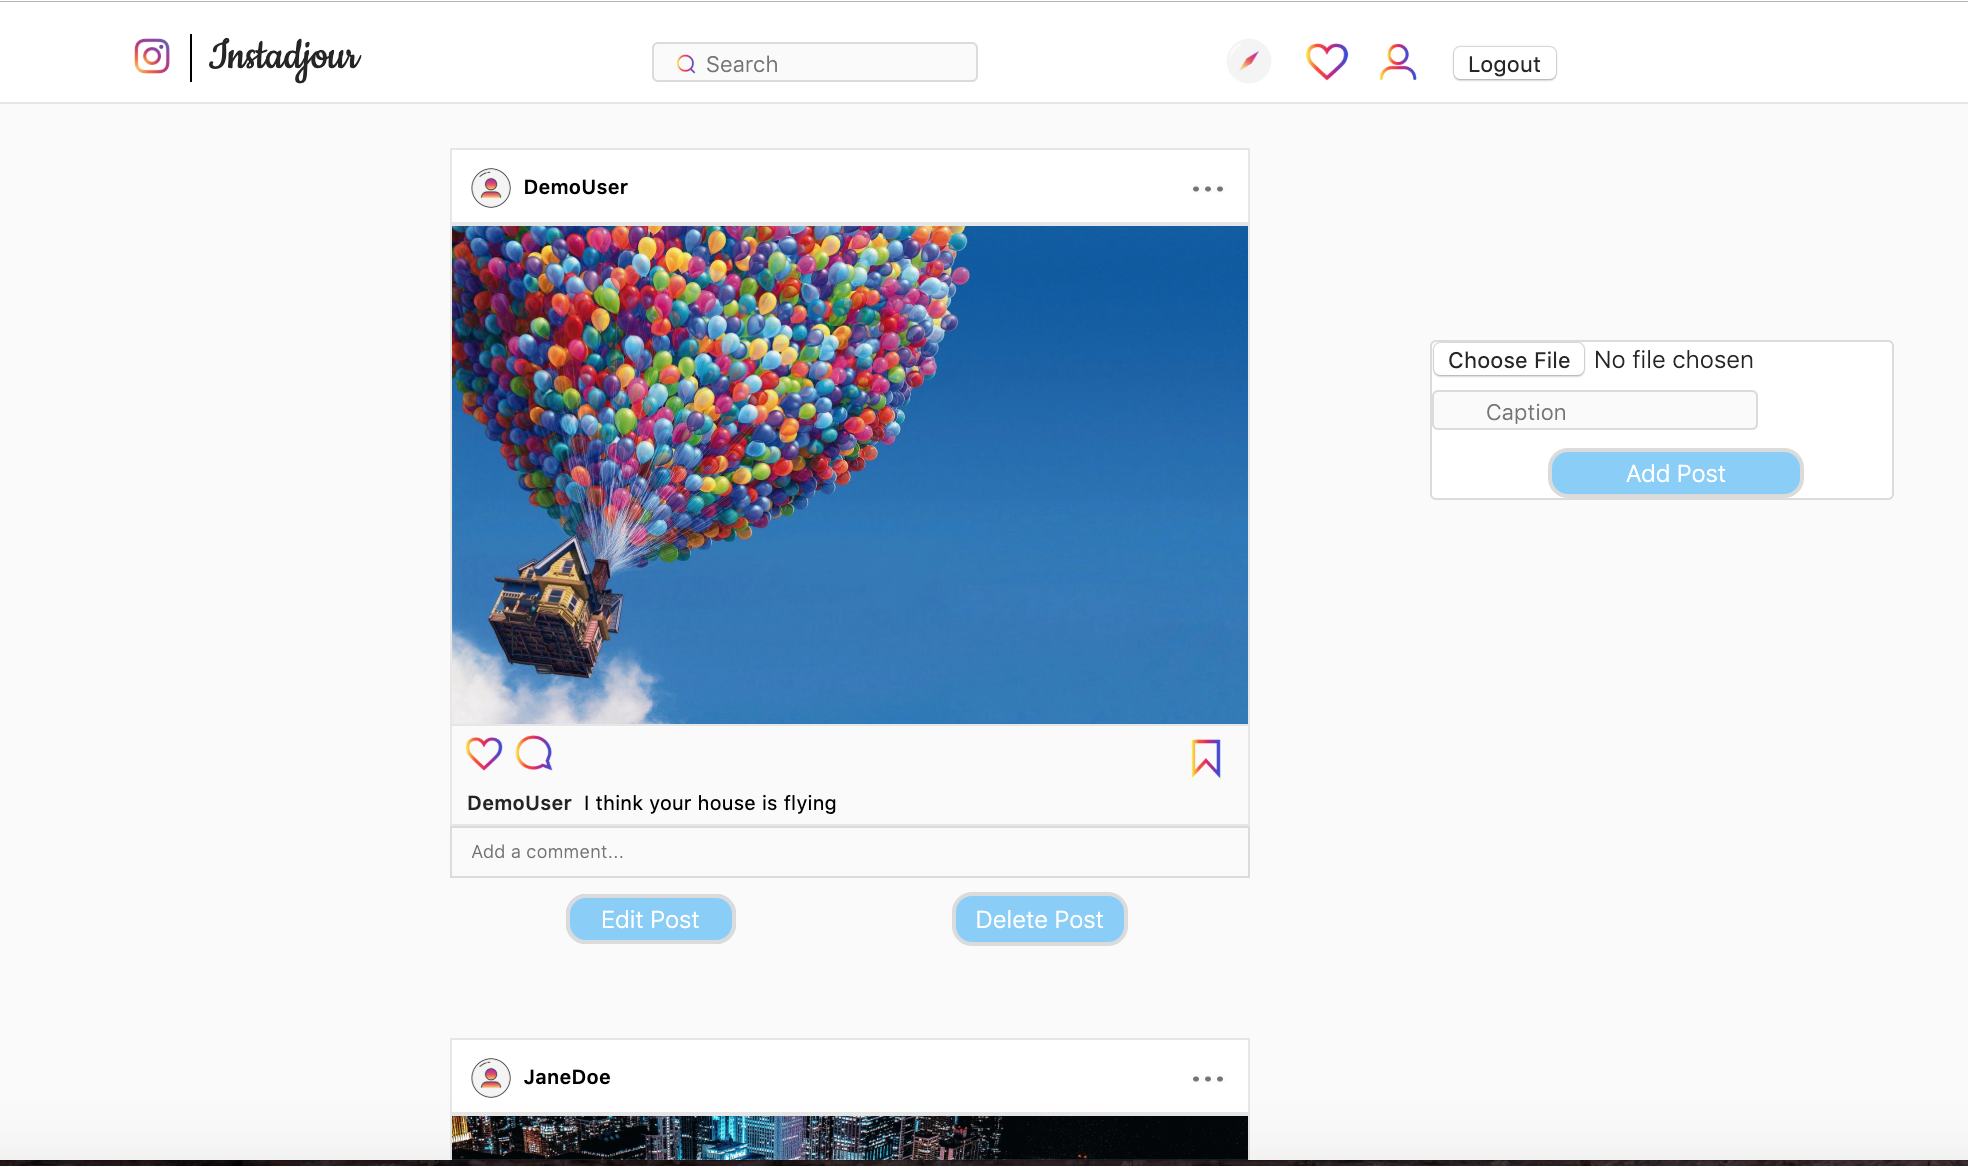 Instadjour
Search
Logout
DemoUser
Choose File No file chosen
Caption
Add Post
DemoUser I think your house is flying
Add a comment...
Edit Post
Delete Post
JaneDoe